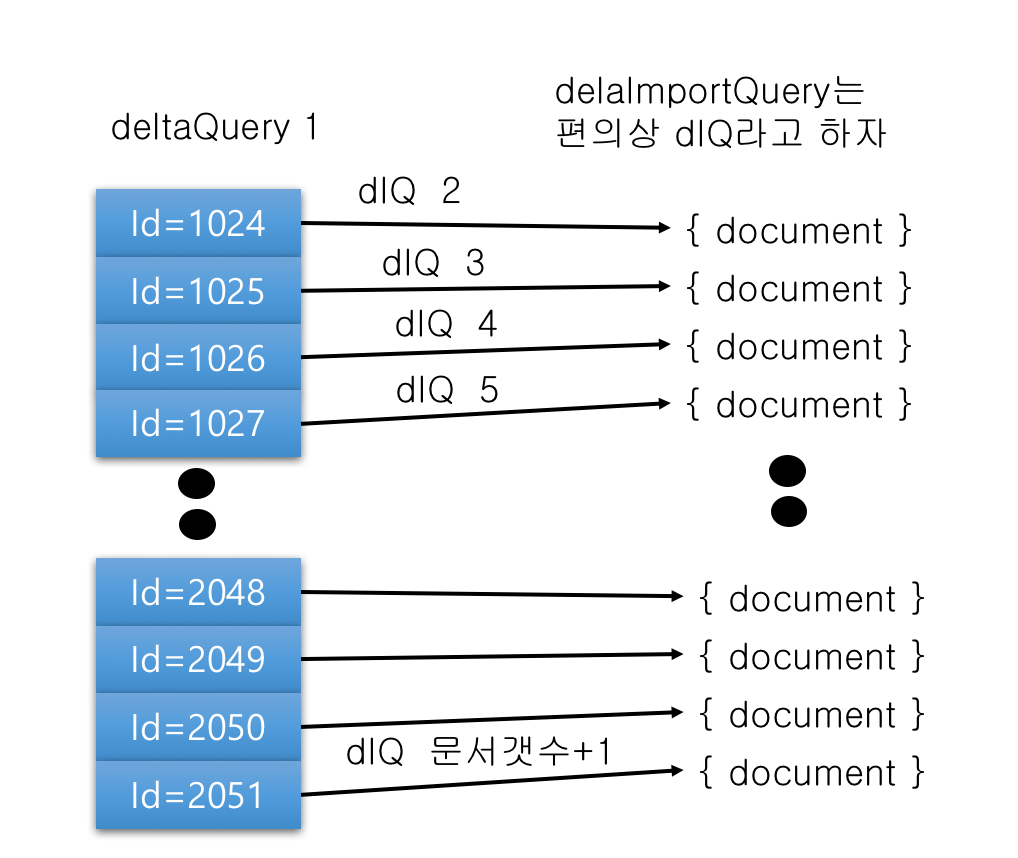 delaImportQuery는
편의상 dIQ라고 하자
deltaQuery 1
dIQ 2
Id=1024
{ document }
dIQ 3
Id=1025
{ document }
dIQ 4
Id=1026
{ document }
dIQ 5
Id=1027
{ document }
Id=2048
{ document }
Id=2049
{ document }
Id=2050
{ document }
dIQ 문서갯수+1
Id=2051
{ document }